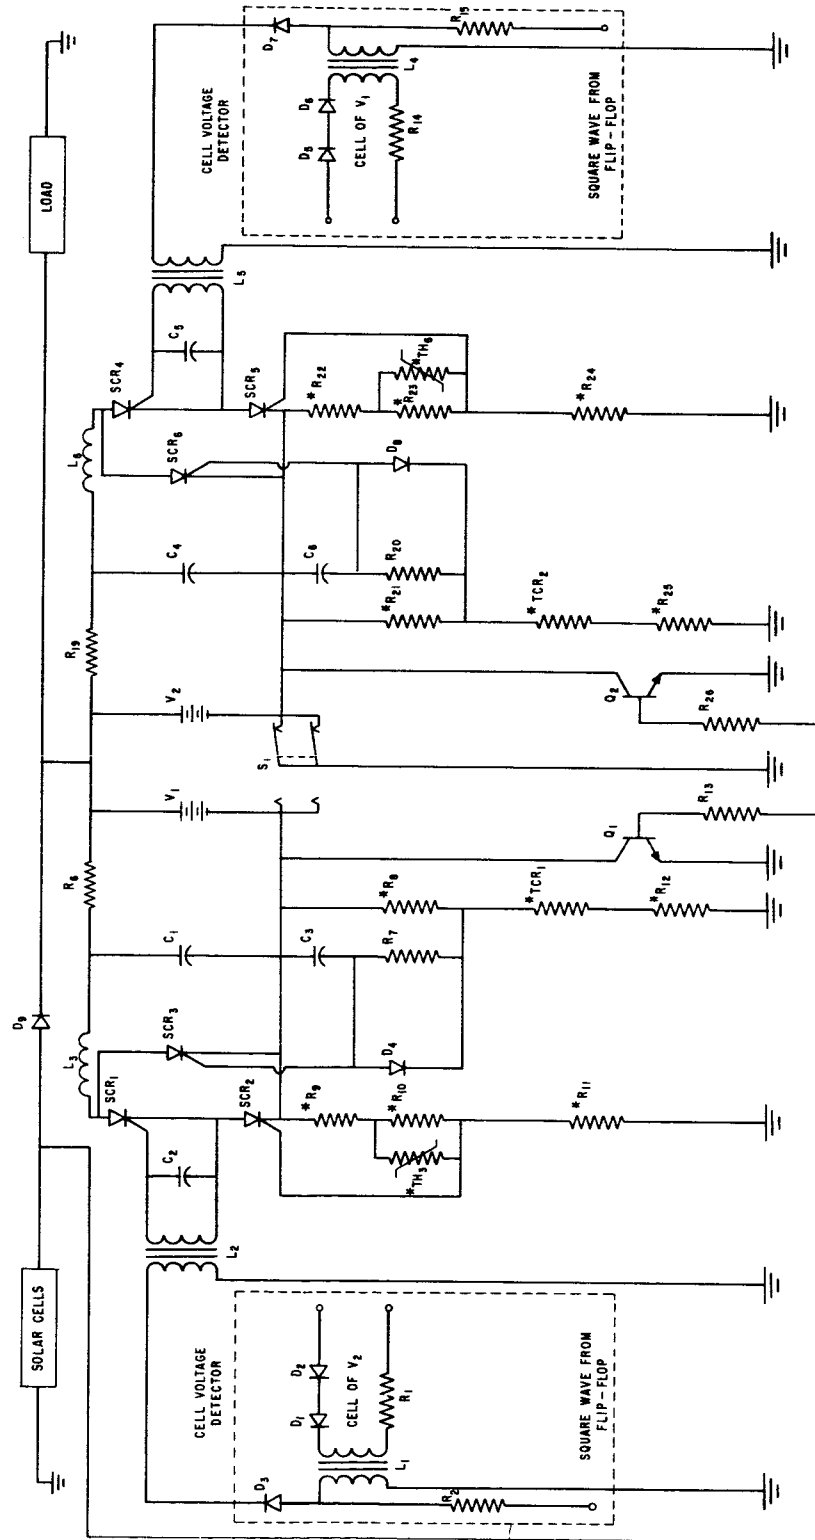 SOLAR CELLS
D9
LOAD
L3
R6
R19
L6
SCR1
SCR3
C1
V1
V2
C4
SCR6
SCR4
C2
C5
L2
L5
SCR2
C3
S1
C6
SCR5
CELL VOLTAGE
DETECTOR
D3
D1
D2
CELL OF V2
L1
R1
R2
SQUARE WAVE FROM
FLIP-FLOP
*TH3
*R9
*R10
*R11
D4
R7
*R8
*TCR1
*R12
Q1
R13
Q2
R26
*R21
R20
*TCR2
*R25
D8
*R22
*R23
*TH6
*R24
CELL VOLTAGE
DETECTOR
D7
D5
D6
CELL OF V1
L4
R14
R15
SQUARE WAVE FROM
FLIP-FLOP